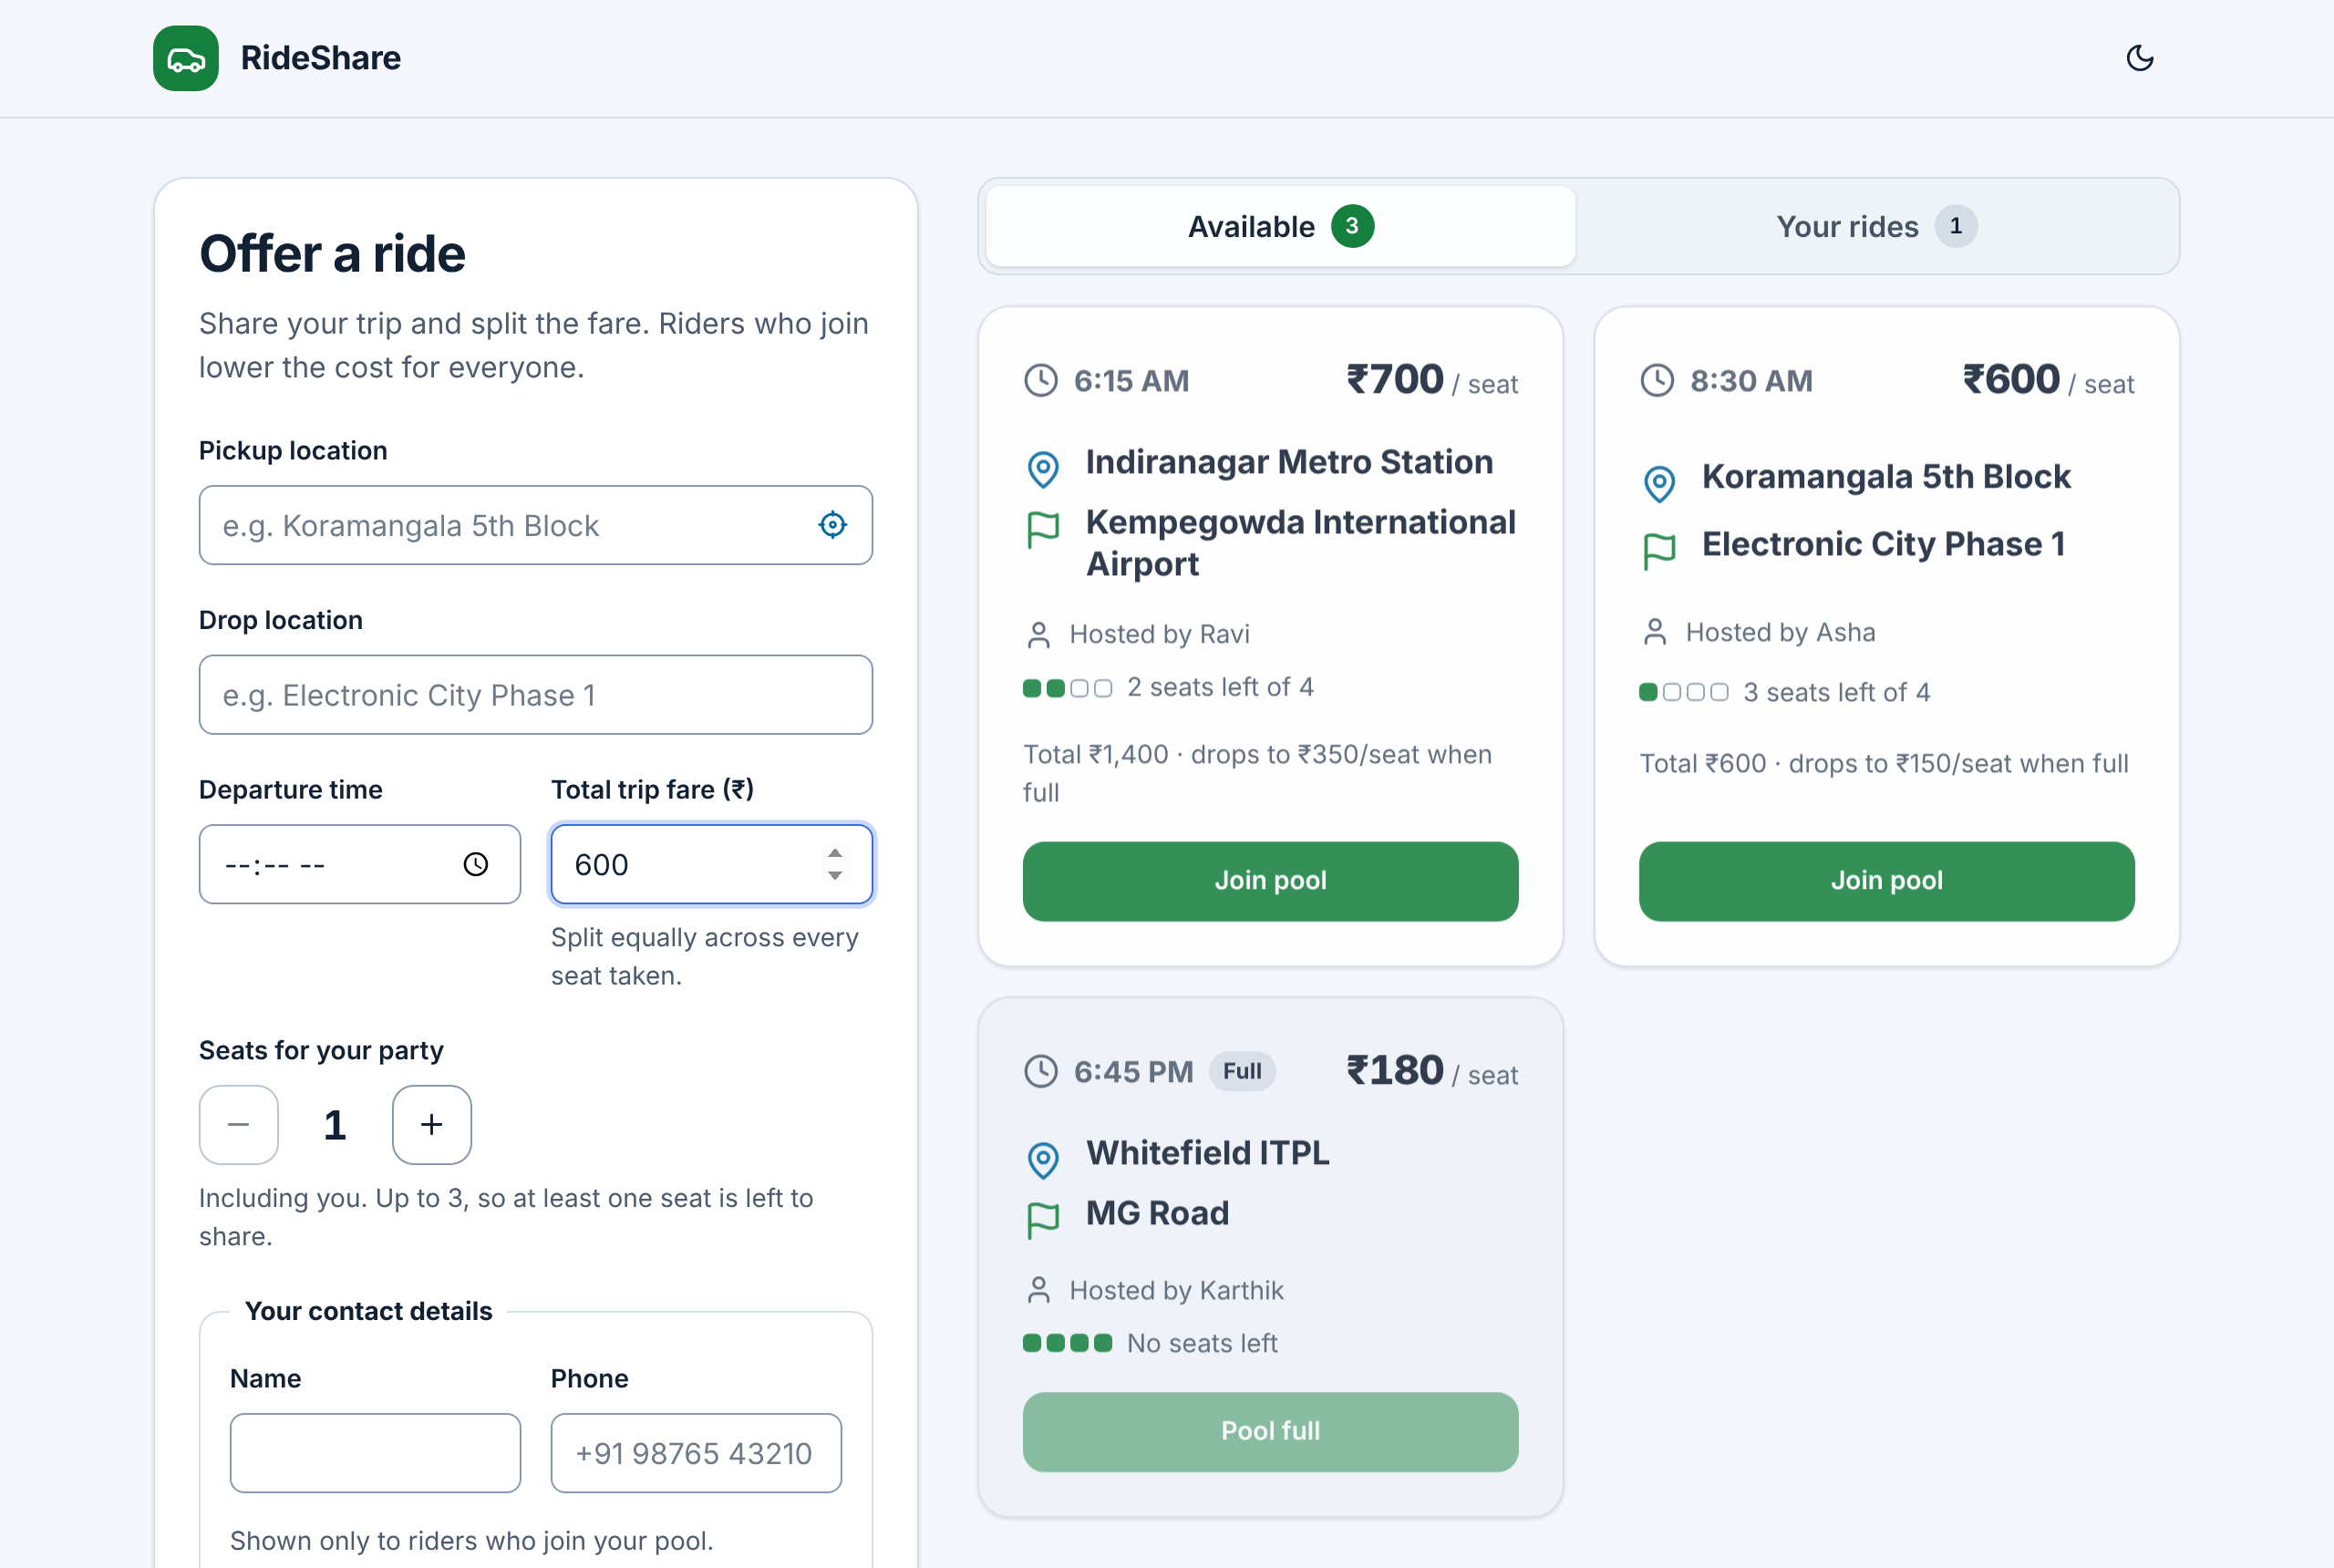 RideShare
Offer a ride
Share your trip and split the fare. Riders who join
lower the cost for everyone.
Pickup location
e.g. Koramangala 5th Block
Drop location
e.g. Electronic City Phase 1
Departure time
Total trip fare (₹)
--:-- --
600
Split equally across every
seat taken.
Seats for your party
1
Including you. Up to 3, so at least one seat is left to
share.
Your contact details
Name
Phone
+91 98765 43210
Shown only to riders who join your pool.
Available 3
Your rides 1
6:15 AM
₹700 / seat
Indiranagar Metro Station
Kempegowda International
Airport
Hosted by Ravi
2 seats left of 4
Total ₹1,400 · drops to ₹350/seat when
full
Join pool
8:30 AM
₹600 / seat
Koramangala 5th Block
Electronic City Phase 1
Hosted by Asha
3 seats left of 4
Total ₹600 · drops to ₹150/seat when full
Join pool
6:45 PM Full
₹180 / seat
Whitefield ITPL
MG Road
Hosted by Karthik
No seats left
Pool full